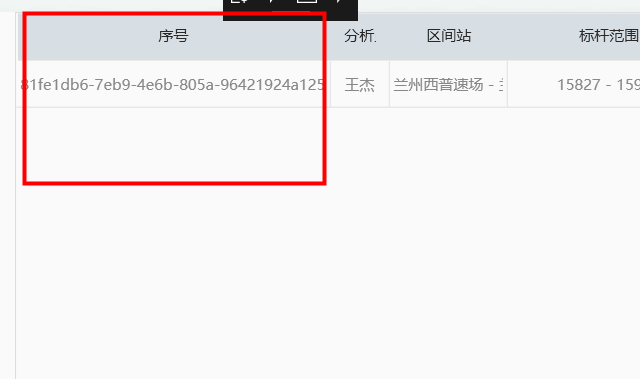 序号 分析 区间站 标杆范围
81fe1db6-7eb9-4e6b-805a-96421924a125 王杰 兰州西普速场 - 15827 - 159